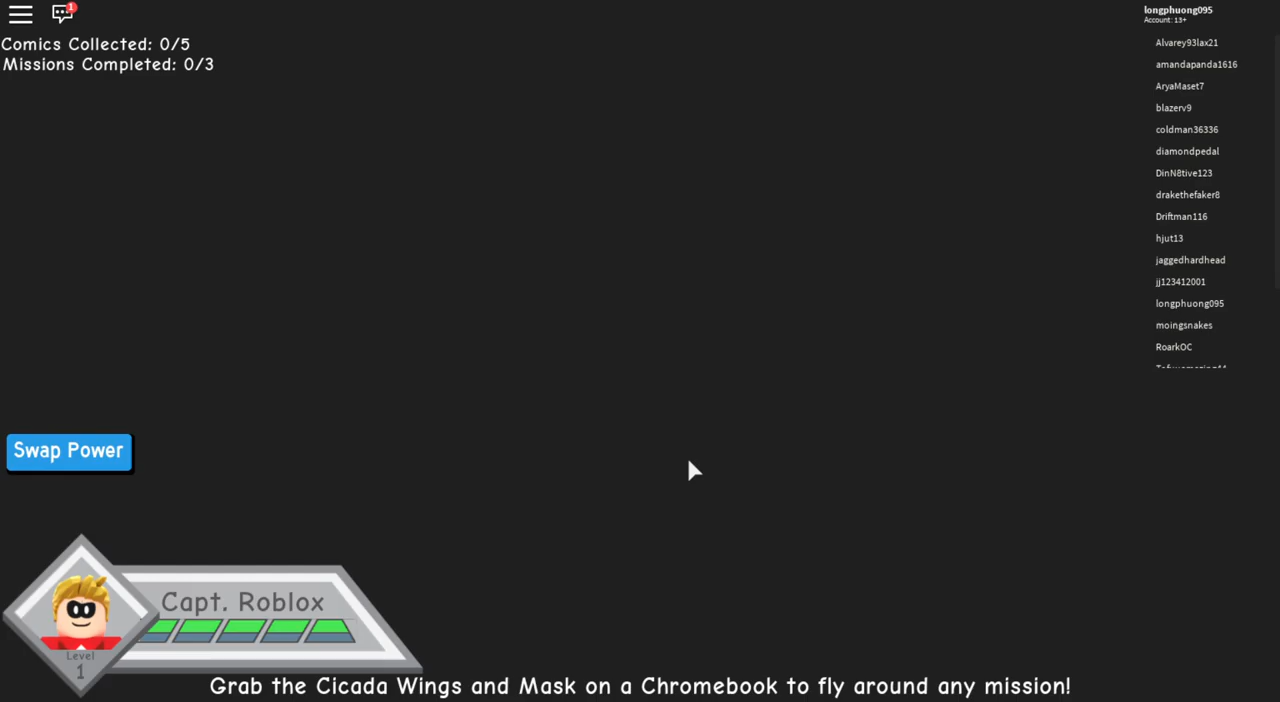 1
longphuong095
Account: 13+
Comics Collected: 0/5
Missions Completed: 0/3
Alvarey93lax21
amandapanda1616
AryaMaset7
blazerv9
coldman36336
diamondpedal
DinN8tive123
drakethefaker8
Driftman116
hjut13
jaggedhardhead
jj123412001
longphuong095
moingsnakes
RoarkOC
Swap Power
Capt. Roblox
Level
1
Grab the Cicada Wings and Mask on a Chromebook to fly around any mission!